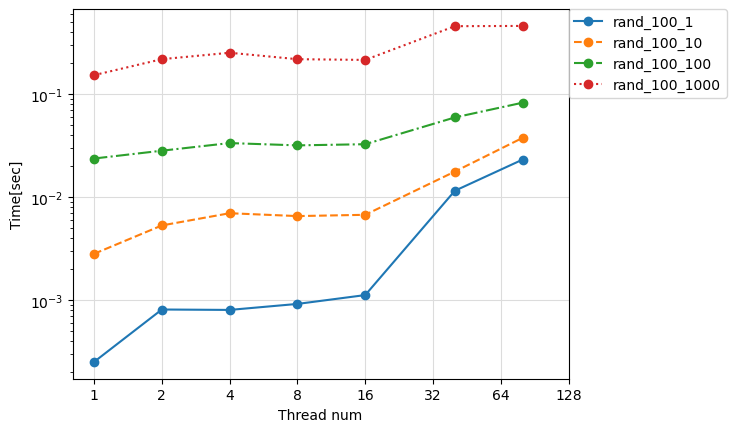 rand_100_1
rand_100_10
rand_100_100
rand_100_1000
Time[sec]
10⁻¹
10⁻²
10⁻³
1 2 4 8 16 32 64 128
Thread num